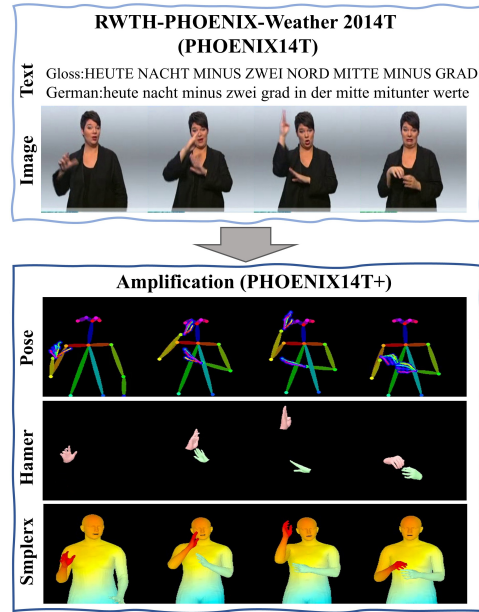 RWTH-PHOENIX-Weather 2014T
(PHOENIX14T)
Text
Gloss:HEUTE NACHT MINUS ZWEI NORD MITTE MINUS GRAD
German:heute nacht minus zwei grad in der mitte mitunter werte
Image
Amplification (PHOENIX14T+)
Pose
Hamer
Smplerx